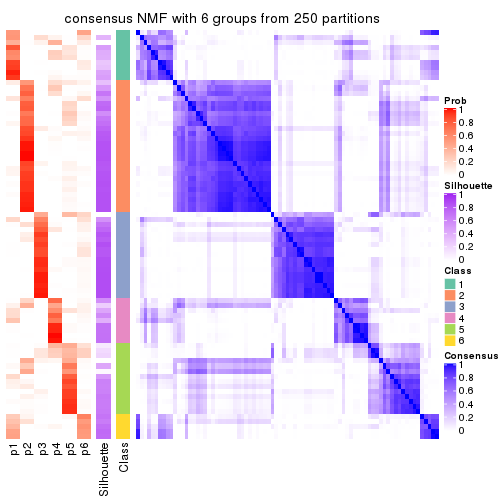 consensus NMF with 6 groups from 250 partitions
Prob
1
0.8
0.6
0.4
0.2
0
Silhouette
1
0.8
0.6
0.4
0.2
0
Class
1
2
3
4
5
6
Consensus
1
0.8
0.6
0.4
0.2
0
p1
p2
p3
p4
p5
p6
Silhouette
Class